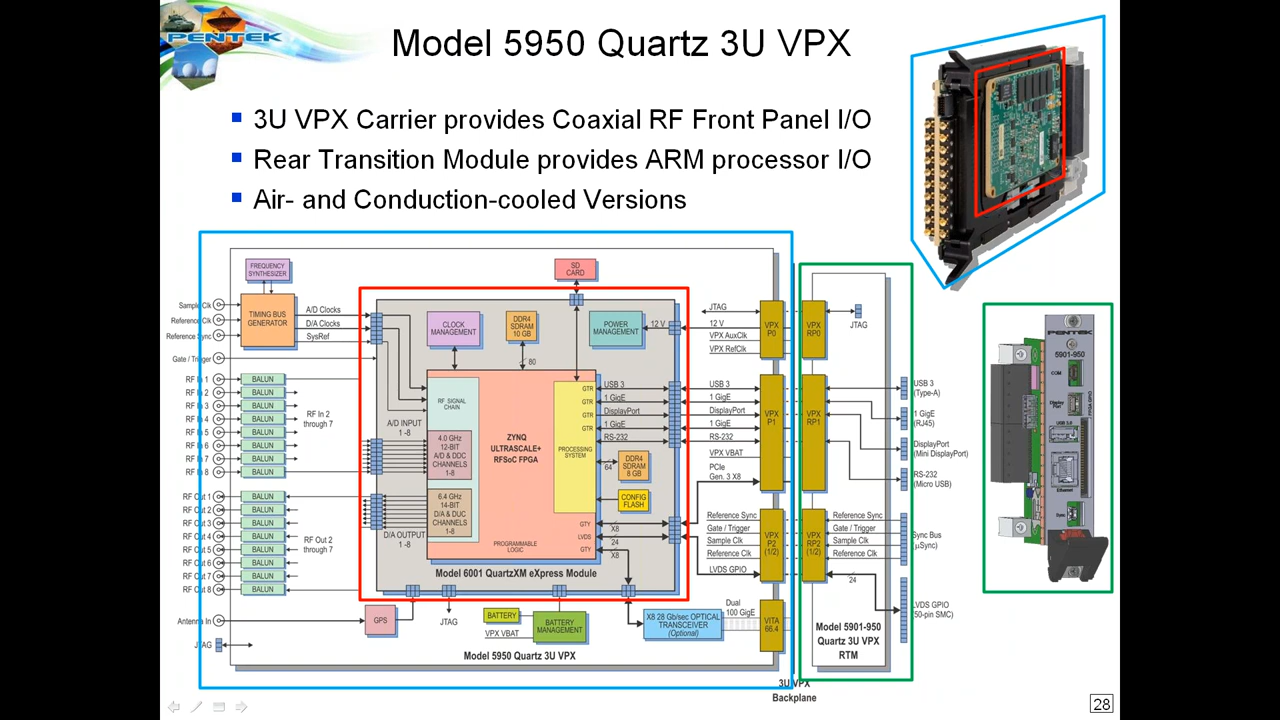 PENTEK
Model 5950 Quartz 3U VPX
3U VPX Carrier provides Coaxial RF Front Panel I/O
Rear Transition Module provides ARM processor I/O
Air- and Conduction-cooled Versions
FREQUENCY
SYNTHESIZER
SD
CARD
Sample Clk
Reference Clk
Reference Sync
Gate / Trigger
TIMING BUS
GENERATOR
A/D Clocks
D/A Clocks
SysRef
CLOCK
MANAGEMENT
DDR4
SDRAM
10 GB
80
POWER
MANAGEMENT
12 V
JTAG
12 V
VPX AuxClk
VPX RefClk
VPX
P0
VPX
RP0
JTAG
RF In 1
RF In 2
RF In 3
RF In 4
RF In 5
RF In 6
RF In 7
RF In 8
BALUN
BALUN
BALUN
BALUN
BALUN
BALUN
BALUN
BALUN
RF In 2
through 7
RF SIGNAL
CHAIN
A/D INPUT
1 -8
4.0 GHz
12-BIT
A/D & DDC
CHANNELS
1-8
ZYNQ
ULTRASCALE+
RFSoC FPGA
PROCESSING
SYSTEM
GTR
GTR
GTR
GTR
USB 3
1 GigE
DisplayPort
1 GigE
RS-232
64
DDR4
SDRAM
8 GB
CONFIG
FLASH
USB 3
1 GigE
DisplayPort
1 GigE
RS-232
VPX VBAT
PCIe
Gen. 3 X8
VPX
P1
VPX
RP1
USB 3
(Type-A)
1 GigE
(RJ45)
DisplayPort
(Mini DisplayPort)
RS-232
(Micro USB)
RF Out 1
RF Out 2
RF Out 3
RF Out 4
RF Out 5
RF Out 6
RF Out 7
RF Out 8
BALUN
BALUN
BALUN
BALUN
BALUN
BALUN
BALUN
BALUN
RF Out 2
through 7
6.4 GHz
14-BIT
D/A & DUC
CHANNELS
1-8
D/A OUTPUT
1 -8
PROGRAMMABLE
LOGIC
GTY
LVDS
GTY
X8
24
X8
Model 6001 QuartzXM eXpress Module
Reference Sync
Gate / Trigger
Sample Clk
Reference Clk
LVDS GPIO
VPX
P2
(1/2)
VPX
RP2
(1/2)
Reference Sync
Gate / Trigger
Sample Clk
Reference Clk
24
Sync Bus
(µSync)
LVDS GPIO
(50-pin SMC)
Antenna In
GPS
JTAG
BATTERY
VPX VBAT
BATTERY
MANAGEMENT
X8 28 Gb/sec OPTICAL
TRANSCEIVER
(Optional)
Dual
100 GigE
VITA
66.4
JTAG
Model 5950 Quartz 3U VPX
Model 5901-950
Quartz 3U VPX
RTM
3U VPX
Backplane
PENTEK
5901-950
COM
Display
Port
FPGA GPIO
USB 3.0
Ethernet
Sync
28